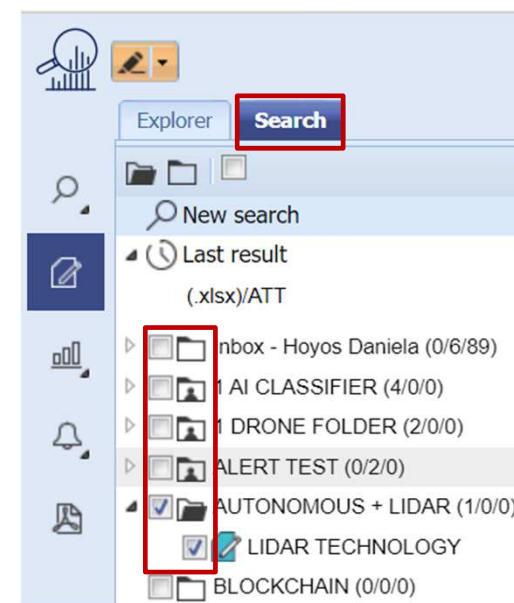 Explorer Search
New search
Last result
(.xlsx)/ATT
nbox - Hoyos Daniela (0/6/89)
1 AI CLASSIFIER (4/0/0)
1 DRONE FOLDER (2/0/0)
ALERT TEST (0/2/0)
AUTONOMOUS + LIDAR (1/0/0)
LIDAR TECHNOLOGY
BLOCKCHAIN (0/0/0)